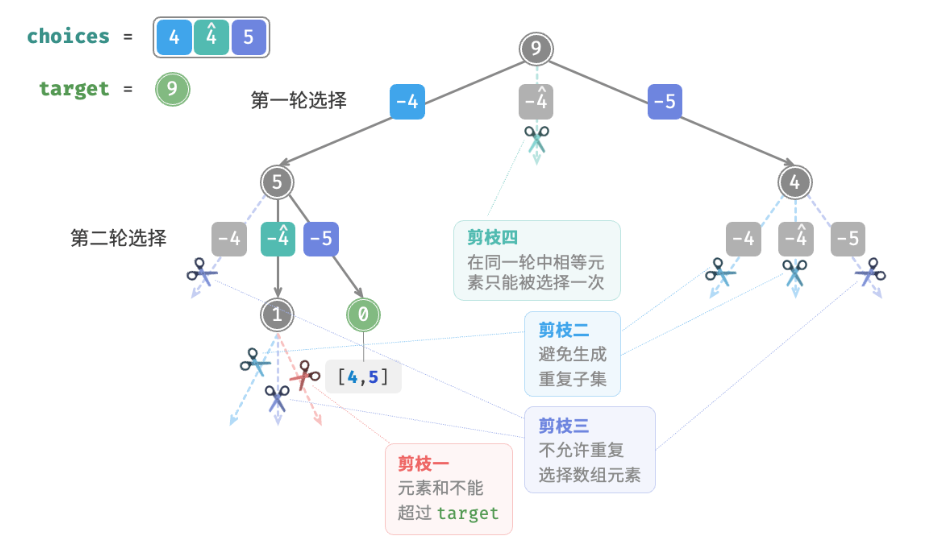 choices = 4 4̂ 5
target = 9
9
第一轮选择 -4 -4̂ -5
5 4
第二轮选择 -4 -4̂ -5 -4 -4̂ -5
剪枝四
在同一轮中相等元
素只能被选择一次
1 0
[4,5]
剪枝二
避免生成
重复子集
剪枝三
不允许重复
选择数组元素
剪枝一
元素和不能
超过 target